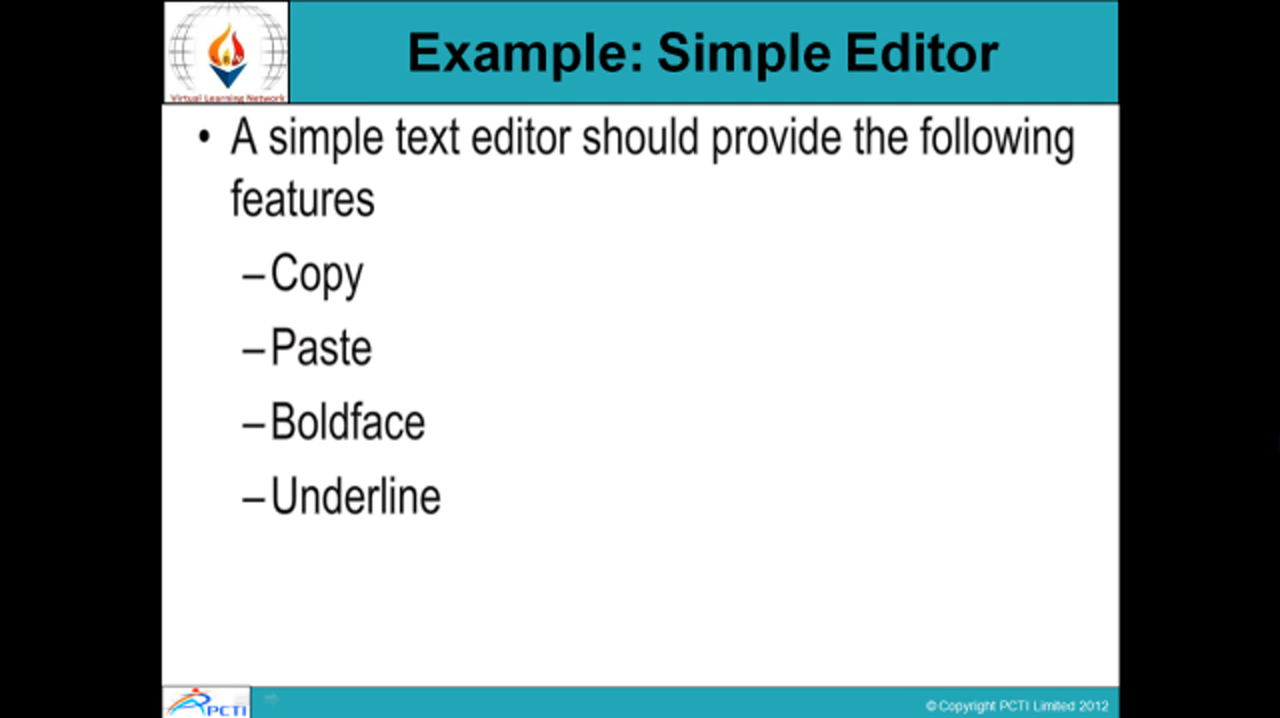 Virtual Learning Network
Example: Simple Editor
• A simple text editor should provide the following
features
–Copy
–Paste
–Boldface
–Underline
PCTI
© Copyright PCTI Limited 2012